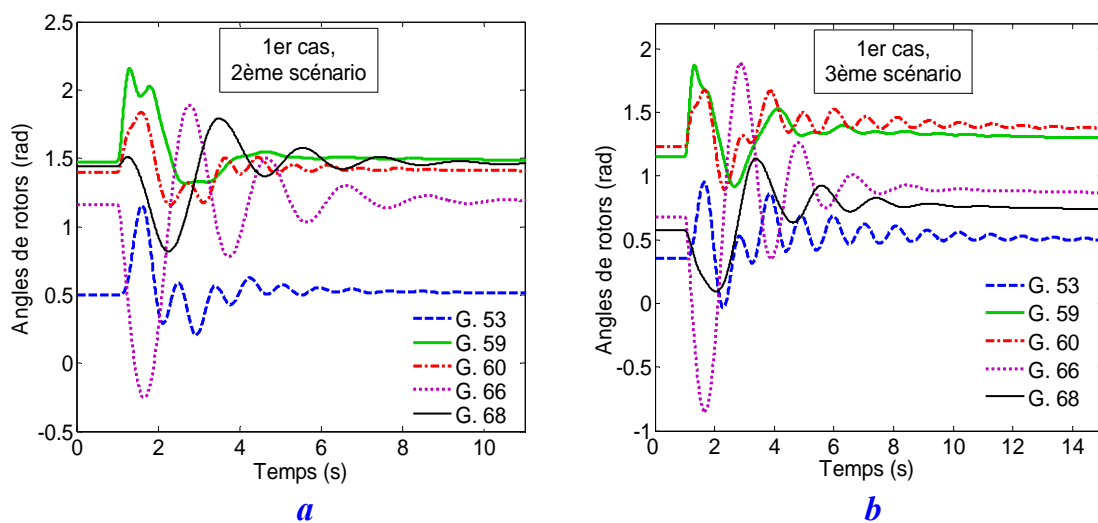 2.5
2
1.5
1
0.5
0
-0.5
0
2
4
6
8
10
Angles de rotors (rad)
Temps (s)
1er cas,
2ème scénario
G. 53
G. 59
G. 60
G. 66
G. 68
a
1.5
1
0.5
0
-0.5
-1
0
2
4
6
8
10
12
14
Angles de rotors (rad)
Temps (s)
1er cas,
3ème scénario
G. 53
G. 59
G. 60
G. 66
G. 68
b